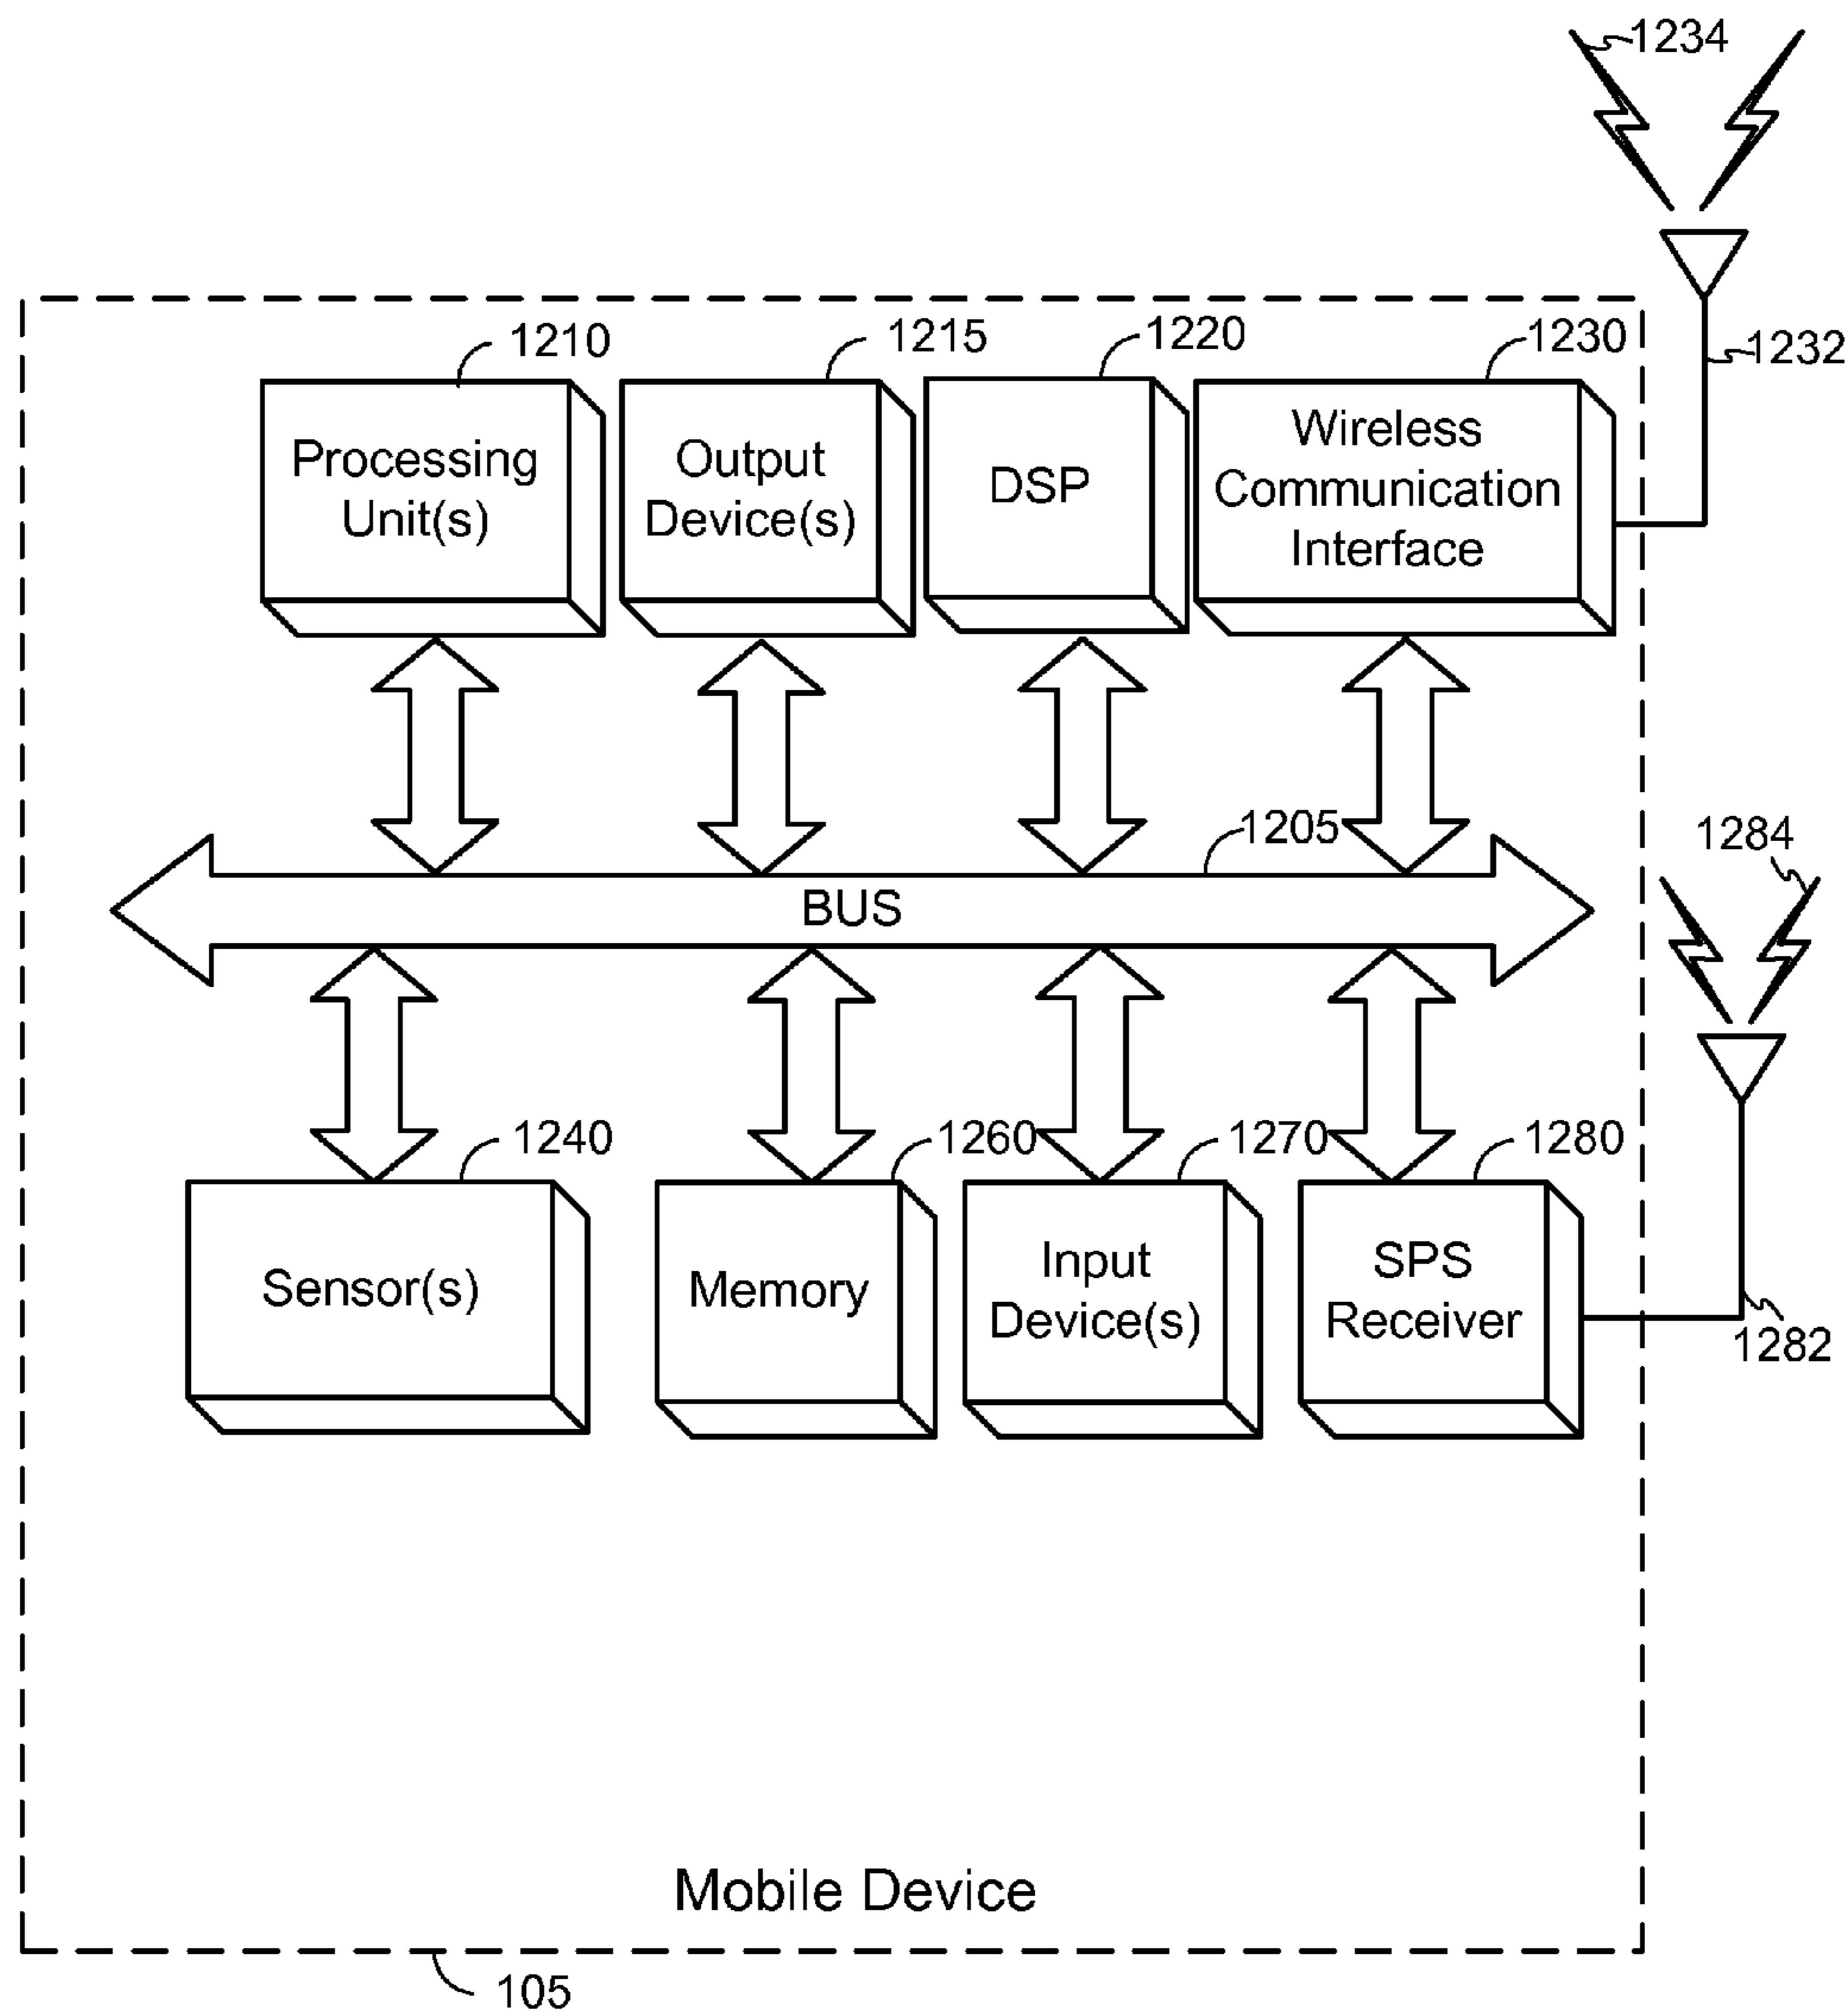 1234
1210
1215
1220
1230
1232
Processing
Unit(s)
Output
Device(s)
DSP
Wireless
Communication
Interface
1205
1284
BUS
1240
1260
1270
1280
Sensor(s)
Memory
Input
Device(s)
SPS
Receiver
1282
Mobile Device
105